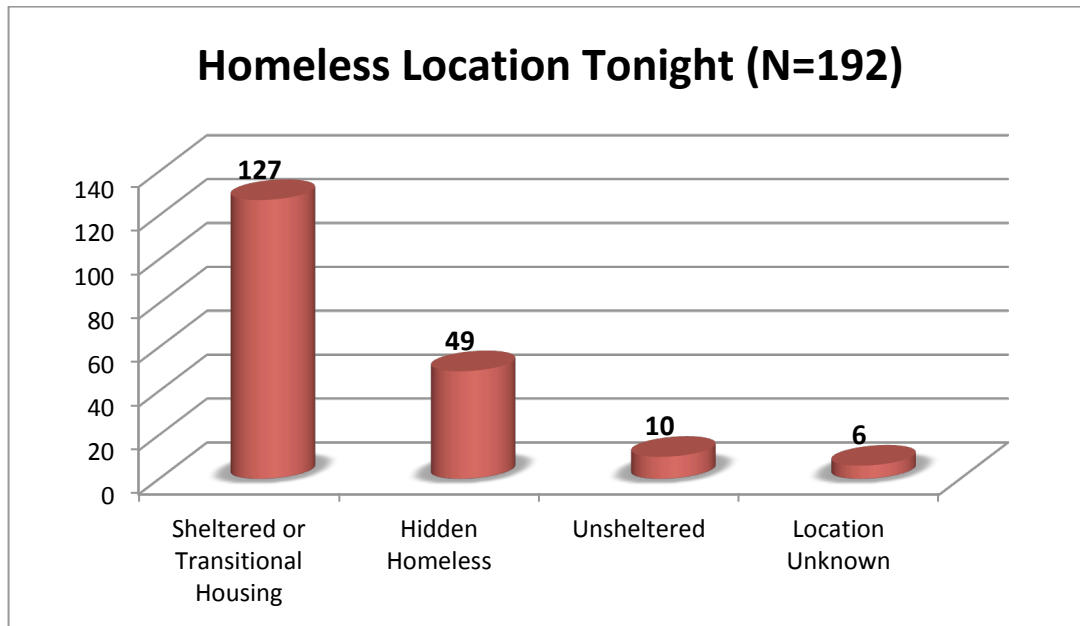 Homeless Location Tonight (N=192)
127
49
10
6
140
120
100
80
60
40
20
0
Sheltered or
Transitional
Housing
Hidden
Homeless
Unsheltered
Location
Unknown